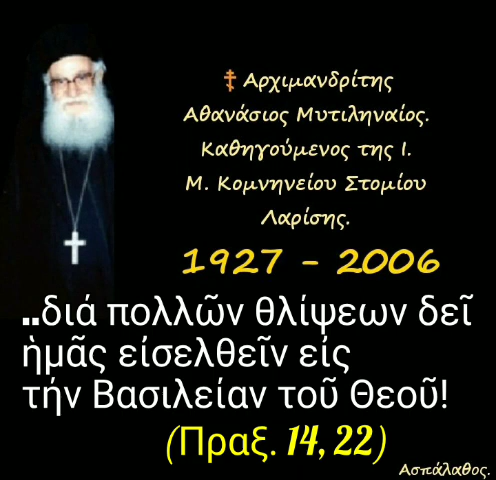 ‡ Αρχιμανδρίτης
Αθανάσιος Μυτιληναίος.
Καθηγούμενος της Ι.
Μ. Κομνηνείου Στομίου
Λαρίσης.
1927 - 2006
..διά πολλῶν θλίψεων δεῖ
ἡμᾶς εἰσελθεῖν εἰς
τήν Βασιλείαν τοῦ Θεοῦ!
(Πραξ. 14, 22)
Ασπάλαθος.